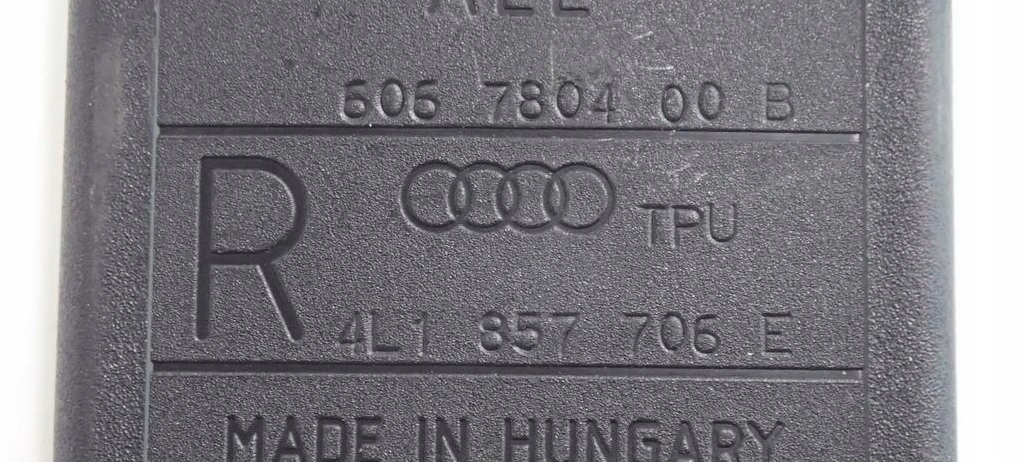 606 7804 00 B
R
TPU
4L1 857 706 E
MADE IN HUNGARY